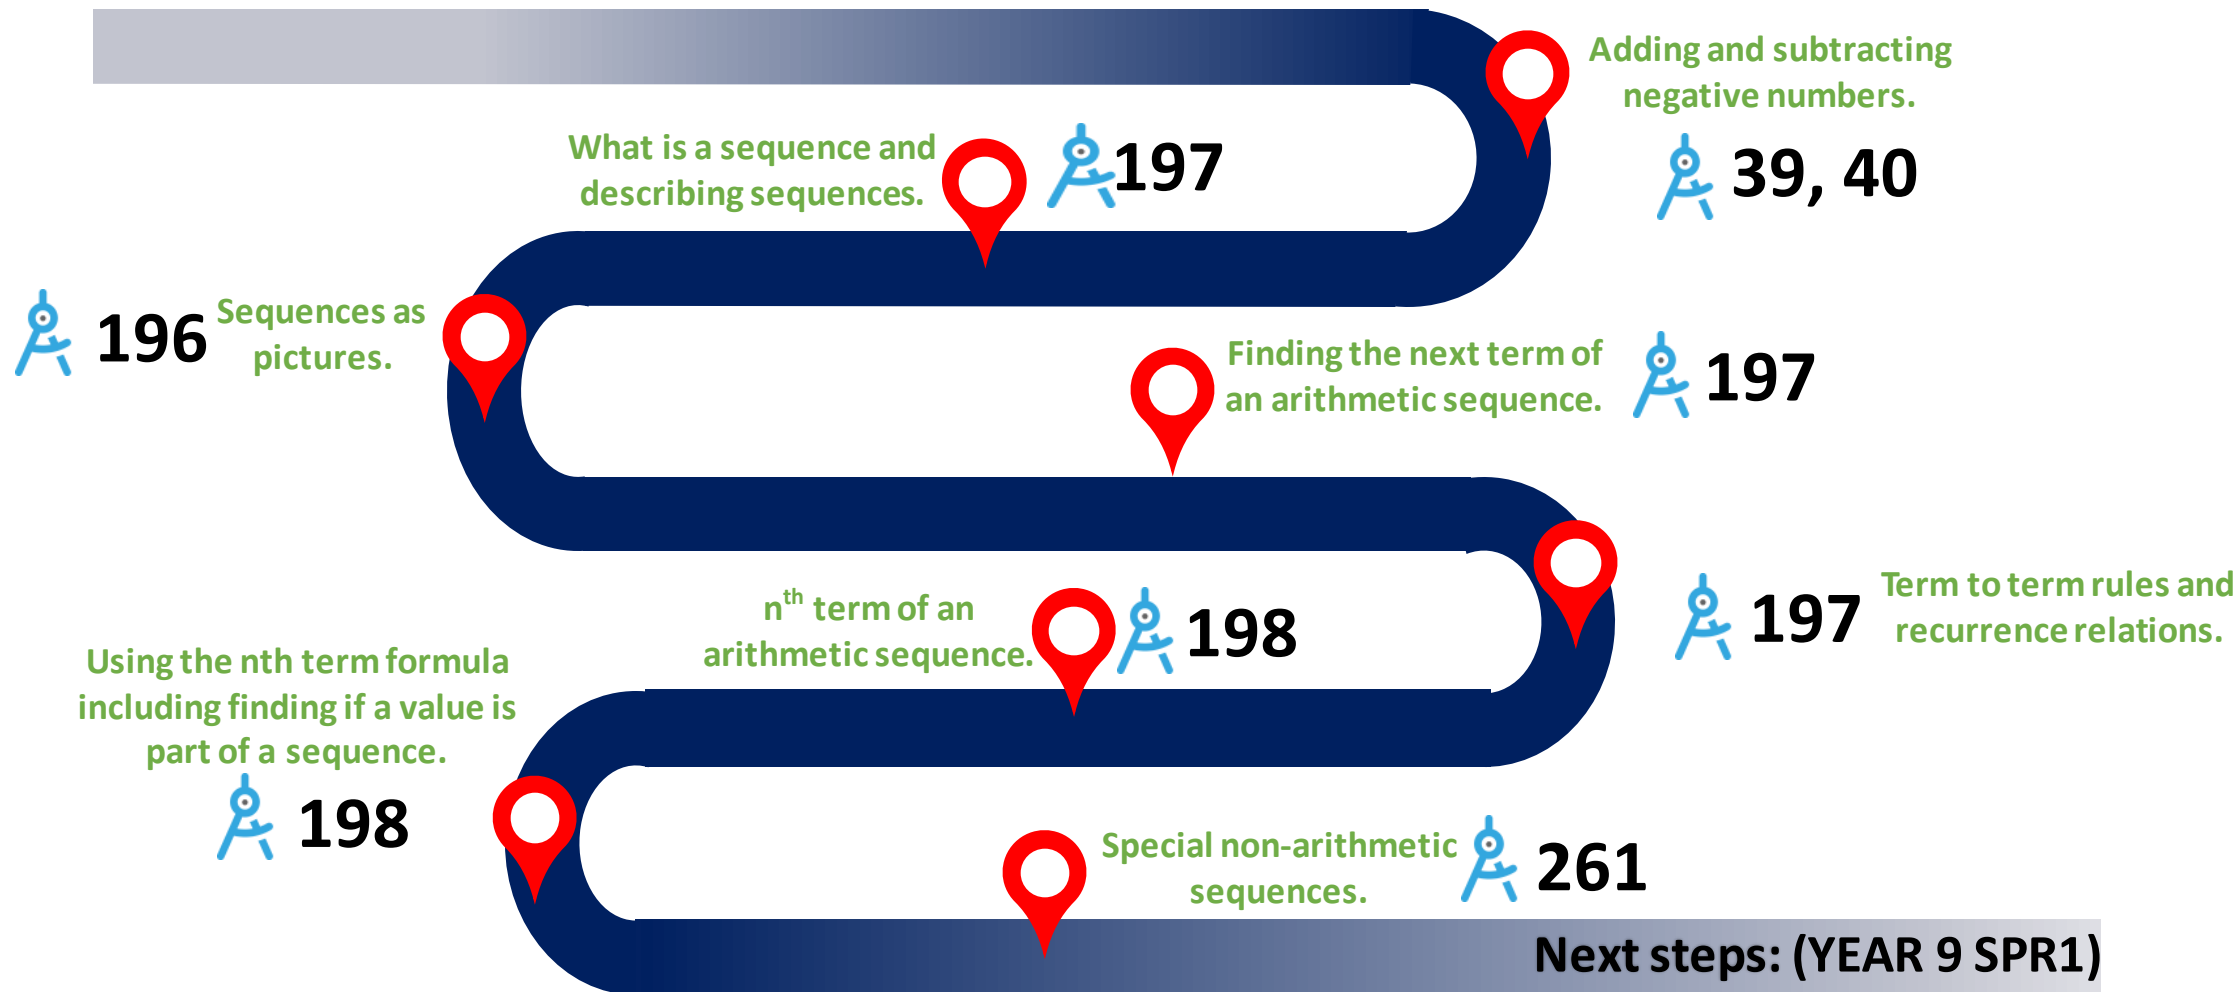 Adding and subtracting
negative numbers.
39, 40
What is a sequence and
describing sequences.
197
196
Sequences as
pictures.
Finding the next term of
an arithmetic sequence.
197
197
Term to term rules and
recurrence relations.
nth term of an
arithmetic sequence.
198
Using the nth term formula
including finding if a value is
part of a sequence.
198
Special non-arithmetic
sequences.
261
Next steps: (YEAR 9 SPR1)